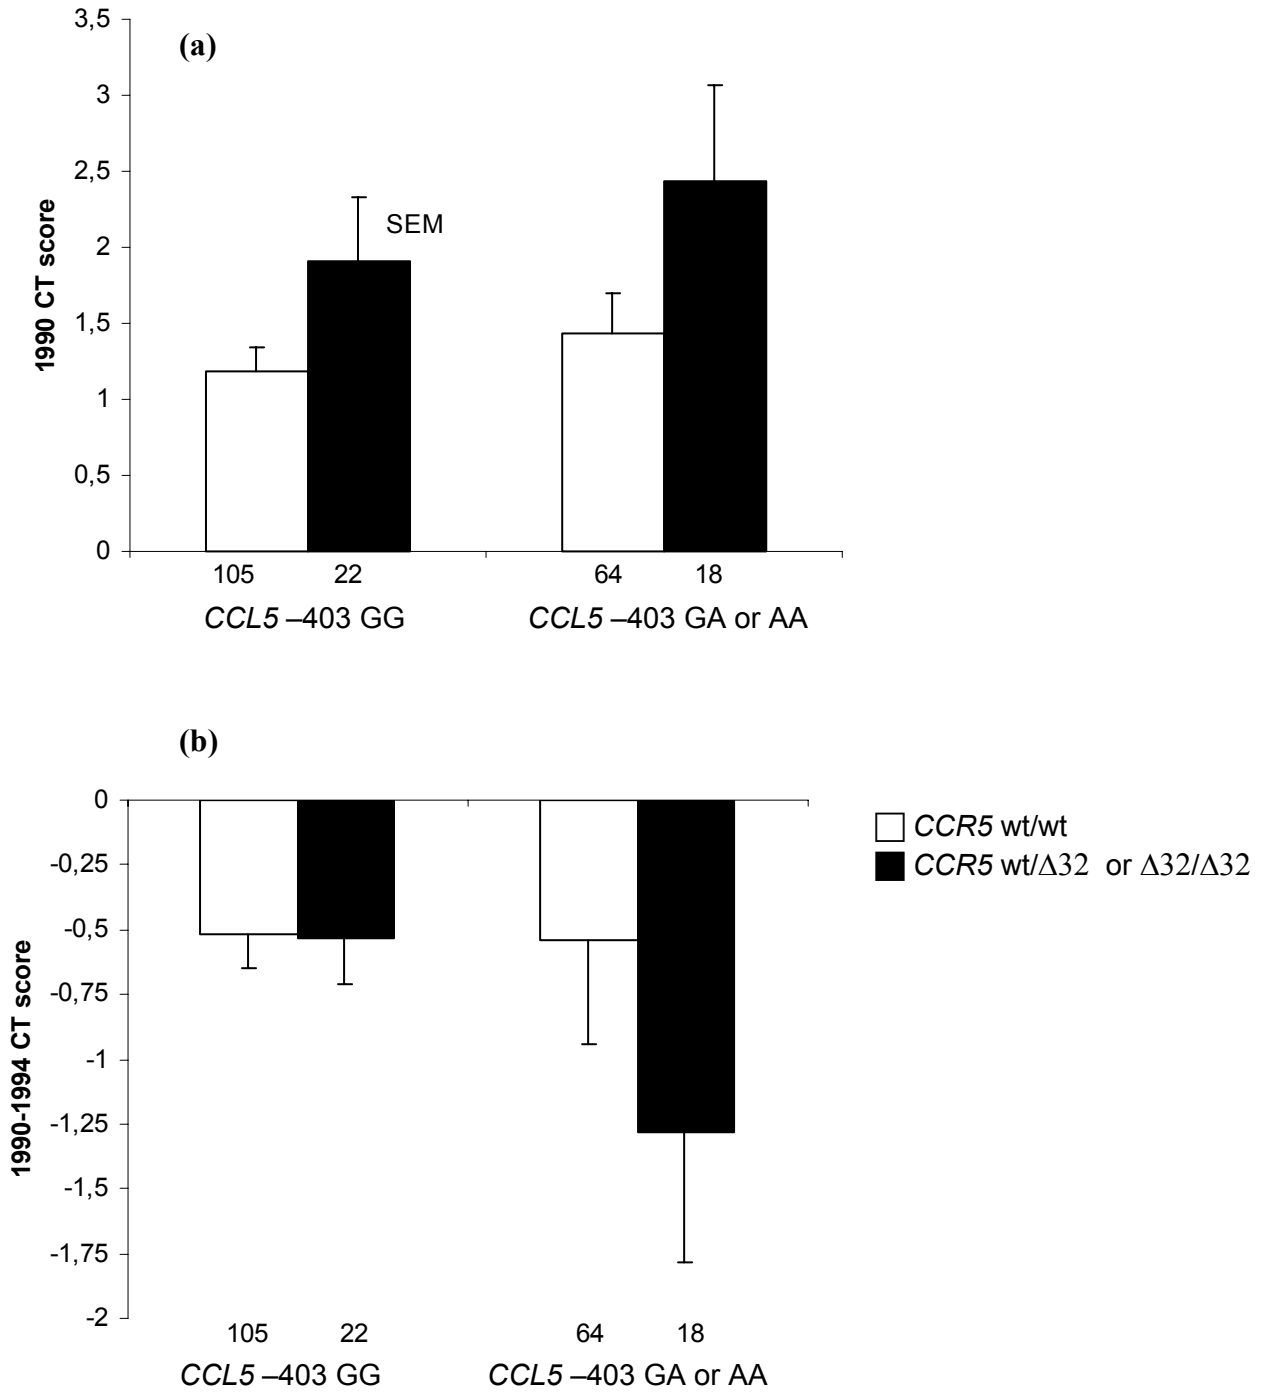 (a)
1990 CT score
3,5
3
2,5
2
1,5
1
0,5
0
SEM
105 22 64 18
CCL5 –403 GG CCL5 –403 GA or AA
(b)
1990-1994 CT score
0
-0,25
-0,5
-0,75
-1
-1,25
-1,5
-1,75
-2
105 22 64 18
CCL5 –403 GG CCL5 –403 GA or AA
CCR5 wt/wt
CCR5 wt/Δ32 or Δ32/Δ32